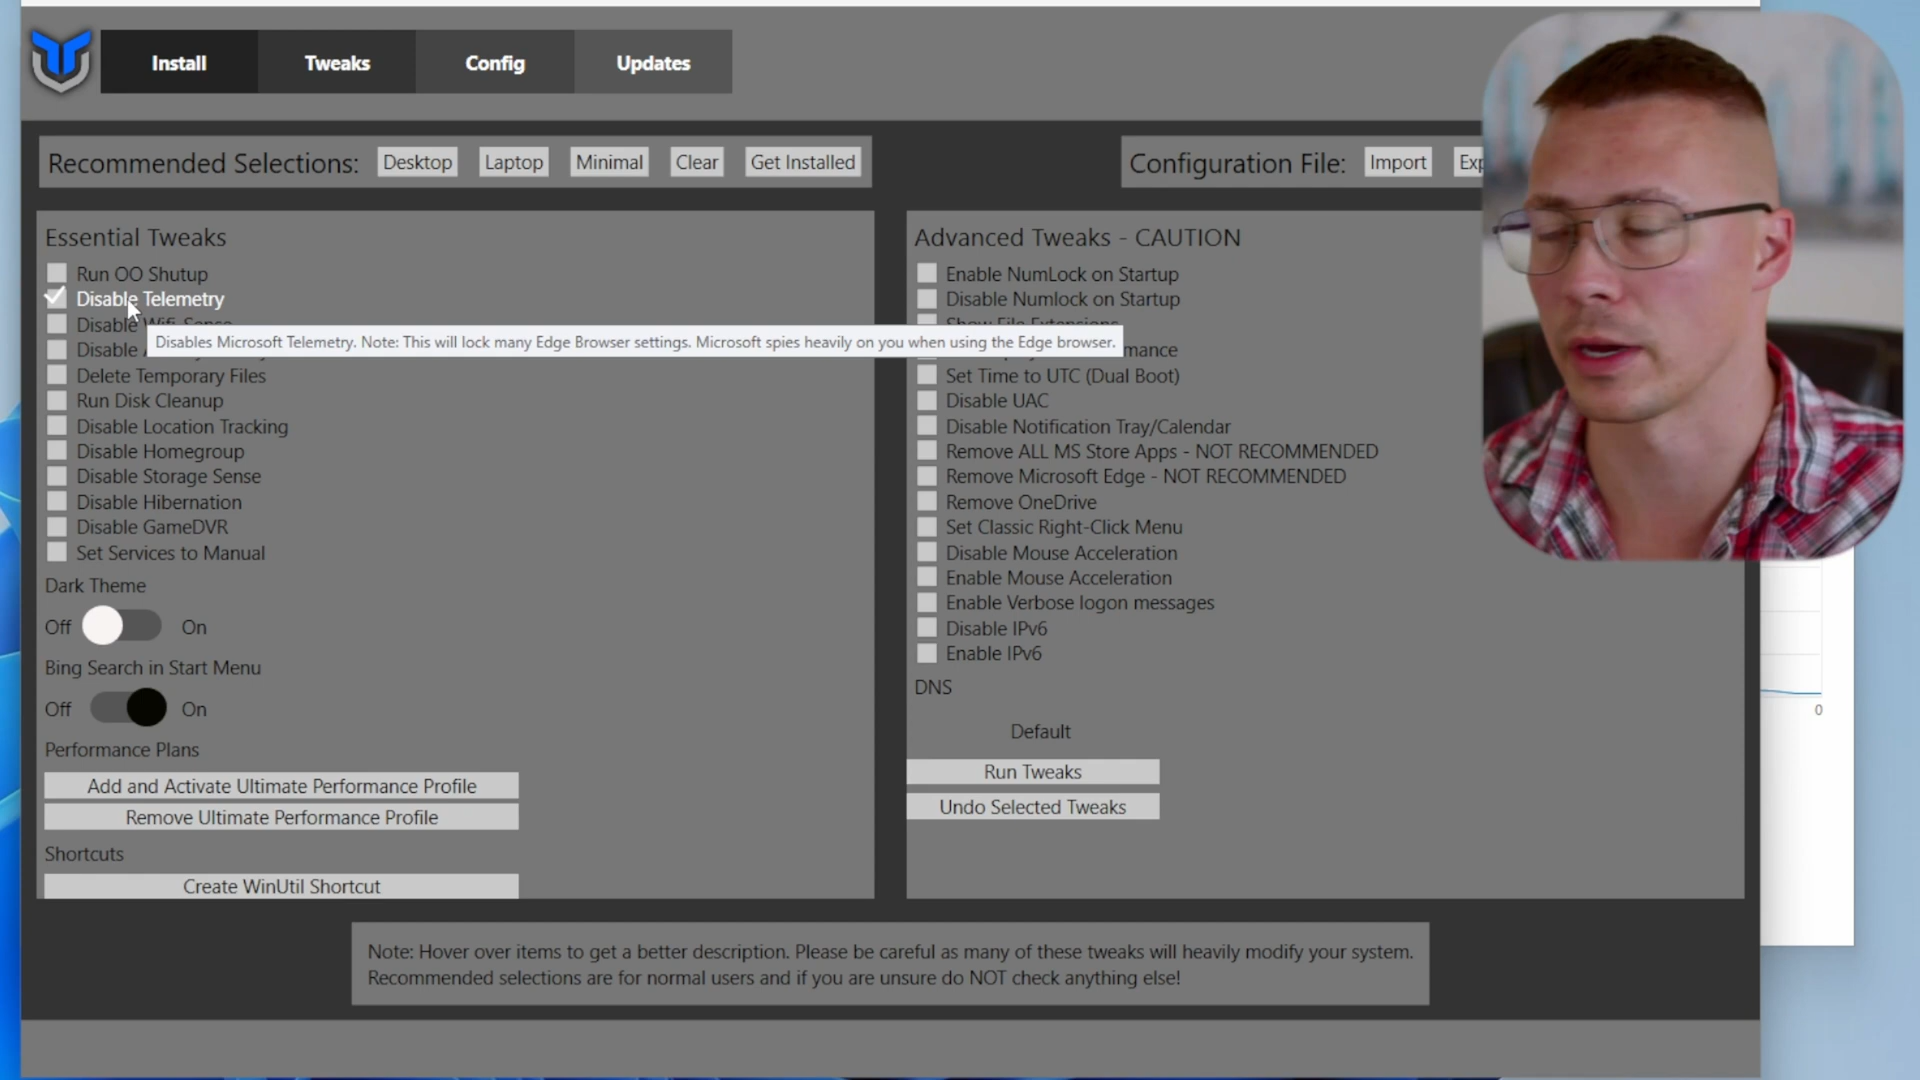 Install
Tweaks
Config
Updates
Recommended Selections:
Desktop
Laptop
Minimal
Clear
Get Installed
Configuration File:
Import
Essential Tweaks
Run OO Shutup
Disable Telemetry
Disable Wifi-Sense
Disable
Disables Microsoft Telemetry. Note: This will lock many Edge Browser settings. Microsoft spies heavily on you when using the Edge browser.
Delete Temporary Files
Run Disk Cleanup
Disable Location Tracking
Disable Homegroup
Disable Storage Sense
Disable Hibernation
Disable GameDVR
Set Services to Manual
Dark Theme
Off
On
Bing Search in Start Menu
Off
On
Performance Plans
Add and Activate Ultimate Performance Profile
Remove Ultimate Performance Profile
Shortcuts
Create WinUtil Shortcut
Advanced Tweaks - CAUTION
Enable NumLock on Startup
Disable Numlock on Startup
Show File Extensions
Set Time to UTC (Dual Boot)
Disable UAC
Disable Notification Tray/Calendar
Remove ALL MS Store Apps - NOT RECOMMENDED
Remove Microsoft Edge - NOT RECOMMENDED
Remove OneDrive
Set Classic Right-Click Menu
Disable Mouse Acceleration
Enable Mouse Acceleration
Enable Verbose logon messages
Disable IPv6
Enable IPv6
DNS
Default
Run Tweaks
Undo Selected Tweaks
0
Note: Hover over items to get a better description. Please be careful as many of these tweaks will heavily modify your system.
Recommended selections are for normal users and if you are unsure do NOT check anything else!